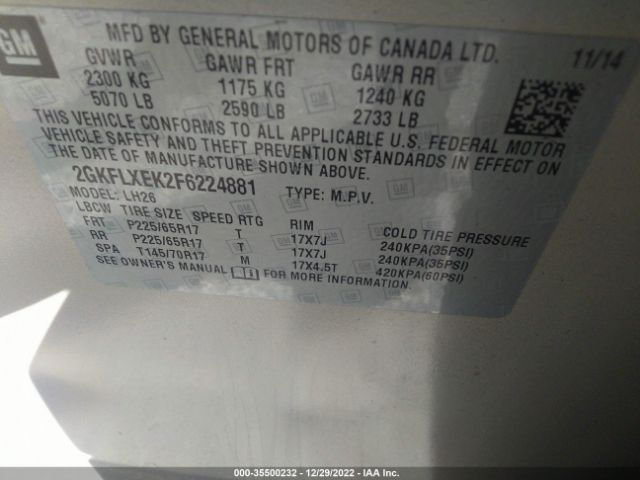 GM
MFD BY GENERAL MOTORS OF CANADA LTD.
11/14
GVWR GAWR FRT GAWR RR
2300 KG 1175 KG 1240 KG
5070 LB 2590 LB 2733 LB
THIS VEHICLE CONFORMS TO ALL APPLICABLE U.S. FEDERAL MOTOR
VEHICLE SAFETY AND THEFT PREVENTION STANDARDS IN EFFECT ON
THE DATE OF MANUFACTURE SHOWN ABOVE.
2GKFLXEK2F6224881 TYPE: M.P.V.
MODEL: LH26
LBCW TIRE SIZE SPEED RTG RIM COLD TIRE PRESSURE
FRT P225/65R17 T 17X7J 240KPA(35PSI)
RR P225/65R17 T 17X7J 240KPA(35PSI)
SPA T145/70R17 M 17X4.5T 420KPA(60PSI)
SEE OWNER'S MANUAL FOR MORE INFORMATION.
000-35500232 - 12/29/2022 - IAA Inc.